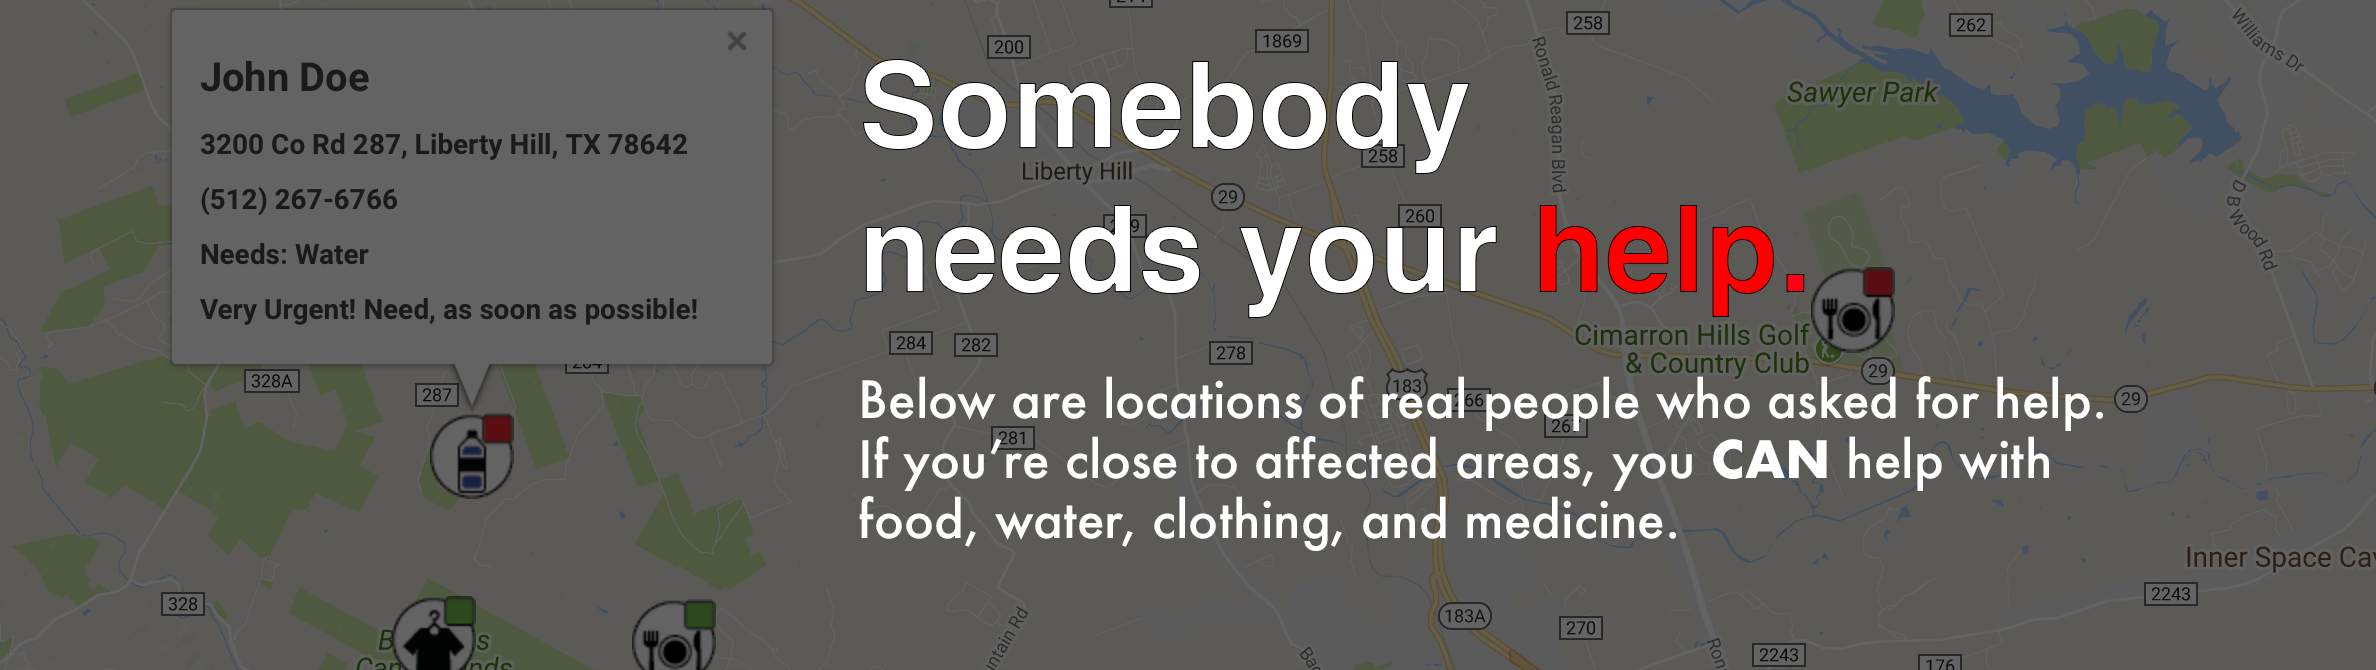 John Doe
3200 Co Rd 287, Liberty Hill, TX 78642
(512) 267-6766
Needs: Water
Very Urgent! Need, as soon as possible!
Somebody
needs your help.
Below are locations of real people who asked for help.
If you’re close to affected areas, you CAN help with
food, water, clothing, and medicine.
200
1869
258
262
Williams Dr
Ronald Reagan Blvd
Sawyer Park
258
Liberty Hill
29
260
D B Wood Rd
284
282
278
Cimarron Hills Golf
& Country Club
29
328A
287
183
266
29
281
Inner Space
328
183A
270
2243
2243
176